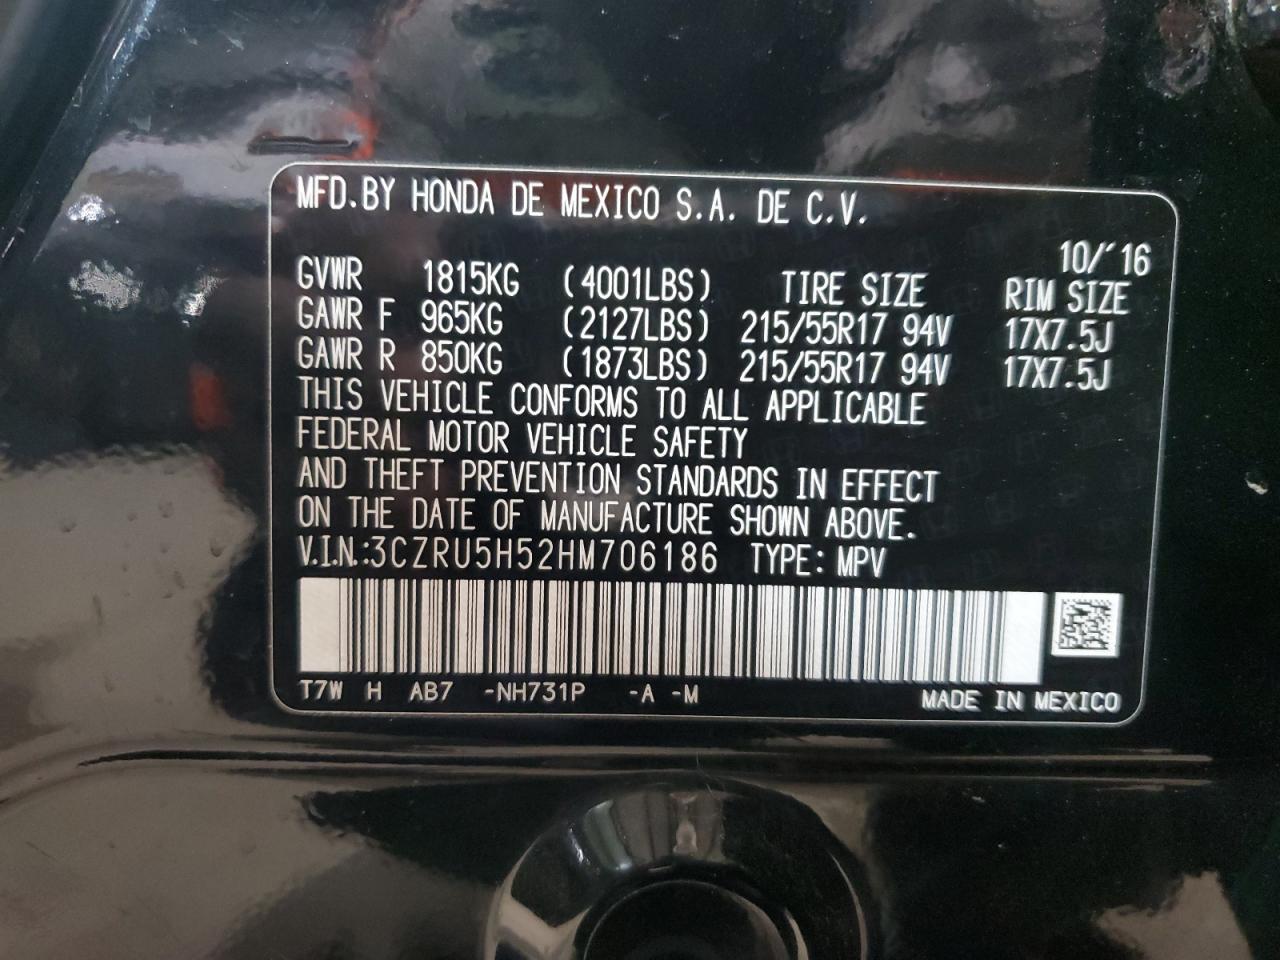 MFD.BY HONDA DE MEXICO S.A. DE C.V.
10/'16
GVWR 1815KG (4001LBS) TIRE SIZE RIM SIZE
GAWR F 965KG (2127LBS) 215/55R17 94V 17X7.5J
GAWR R 850KG (1873LBS) 215/55R17 94V 17X7.5J
THIS VEHICLE CONFORMS TO ALL APPLICABLE
FEDERAL MOTOR VEHICLE SAFETY
AND THEFT PREVENTION STANDARDS IN EFFECT
ON THE DATE OF MANUFACTURE SHOWN ABOVE.
V.I.N.:3CZRU5H52HM706186 TYPE: MPV
T7W H AB7 -NH731P -A -M MADE IN MEXICO